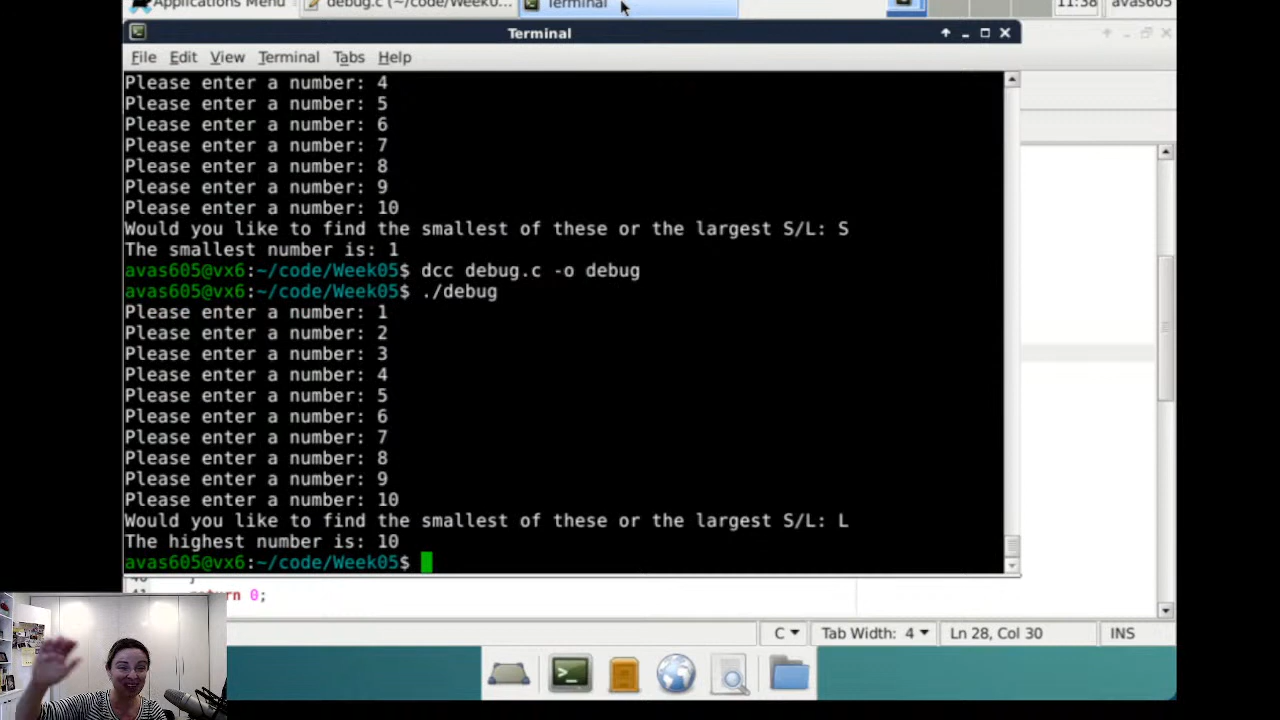 Applications Menu debug.c (~/code/Week0... Terminal 11:38 avas605
Terminal
File Edit View Terminal Tabs Help
Please enter a number: 4
Please enter a number: 5
Please enter a number: 6
Please enter a number: 7
Please enter a number: 8
Please enter a number: 9
Please enter a number: 10
Would you like to find the smallest of these or the largest S/L: S
The smallest number is: 1
avas605@vx6:~/code/Week05$ dcc debug.c -o debug
avas605@vx6:~/code/Week05$ ./debug
Please enter a number: 1
Please enter a number: 2
Please enter a number: 3
Please enter a number: 4
Please enter a number: 5
Please enter a number: 6
Please enter a number: 7
Please enter a number: 8
Please enter a number: 9
Please enter a number: 10
Would you like to find the smallest of these or the largest S/L: L
The highest number is: 10
avas605@vx6:~/code/Week05$
}
return 0;
C Tab Width: 4 Ln 28, Col 30 INS